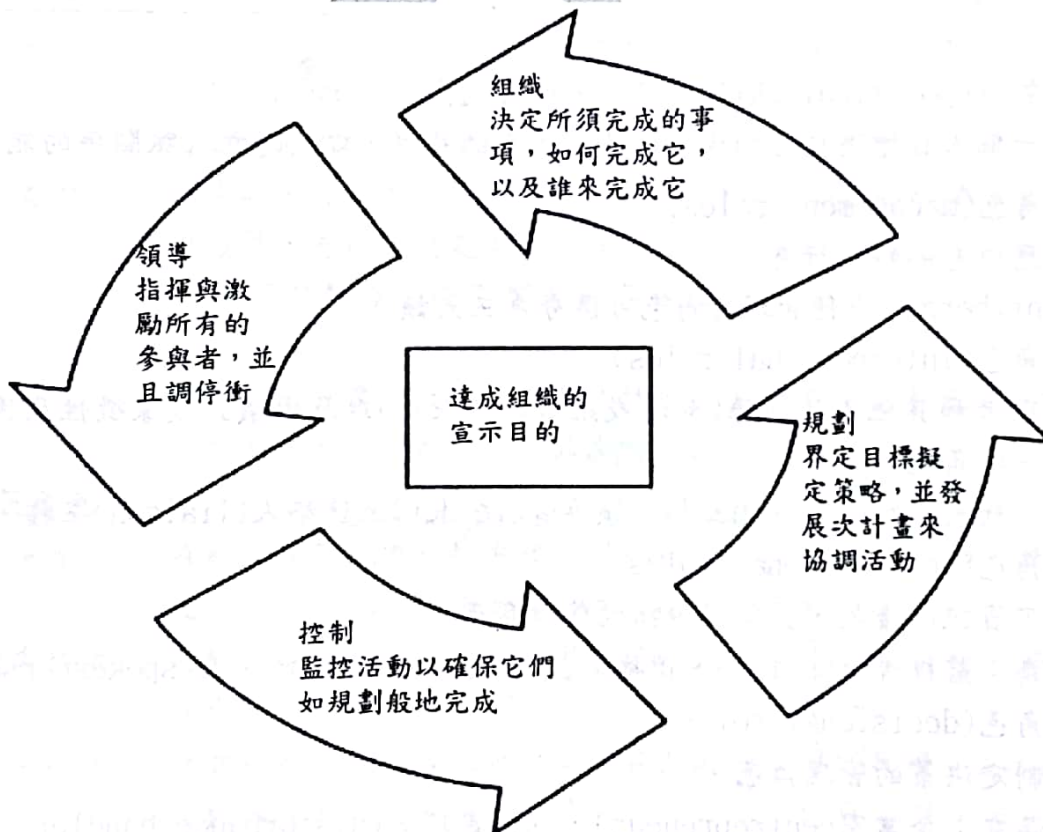 組織
決定所須完成的事
項，如何完成它，
以及誰來完成它
領導
指揮與激
勵所有的
參與者，並
且調停衝
達成組織的
宣示目的
規劃
界定目標擬
定策略，並發
展次計畫來
協調活動
控制
監控活動以確保它們
如規劃般地完成